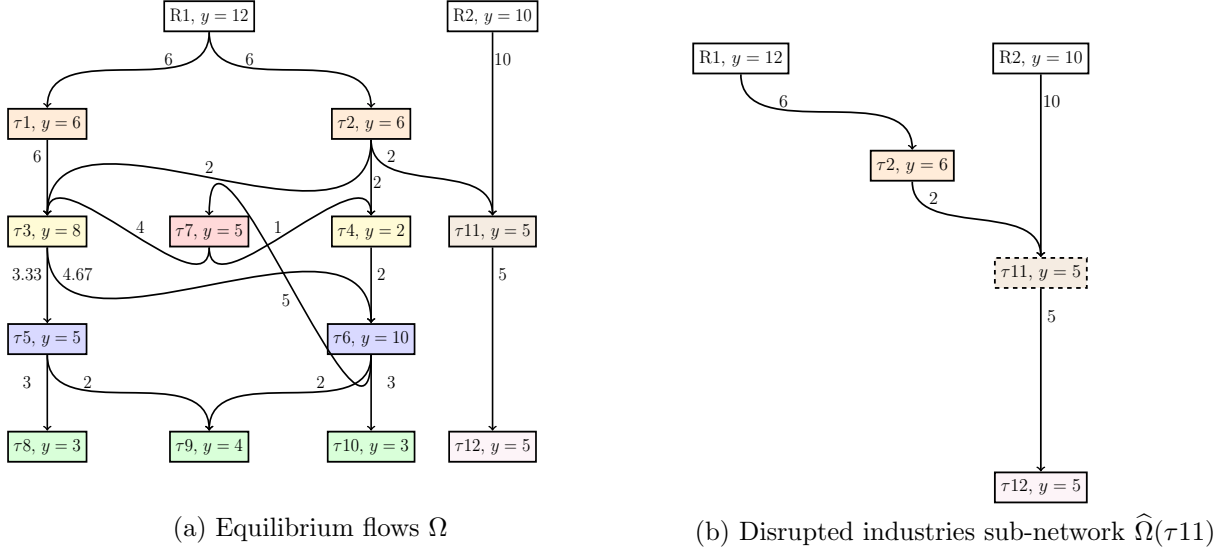 R1, y = 12
R2, y = 10
6
6
10
τ1, y = 6
τ2, y = 6
6
2
2
2
τ3, y = 8
4
τ7, y = 5
1
τ4, y = 2
τ11, y = 5
3.33
4.67
5
2
5
τ5, y = 5
τ6, y = 10
3
2
2
3
τ8, y = 3
τ9, y = 4
τ10, y = 3
τ12, y = 5
(a) Equilibrium flows Ω
R1, y = 12
R2, y = 10
6
10
τ2, y = 6
2
τ11, y = 5
5
τ12, y = 5
(b) Disrupted industries sub-network Ω̂(τ11)